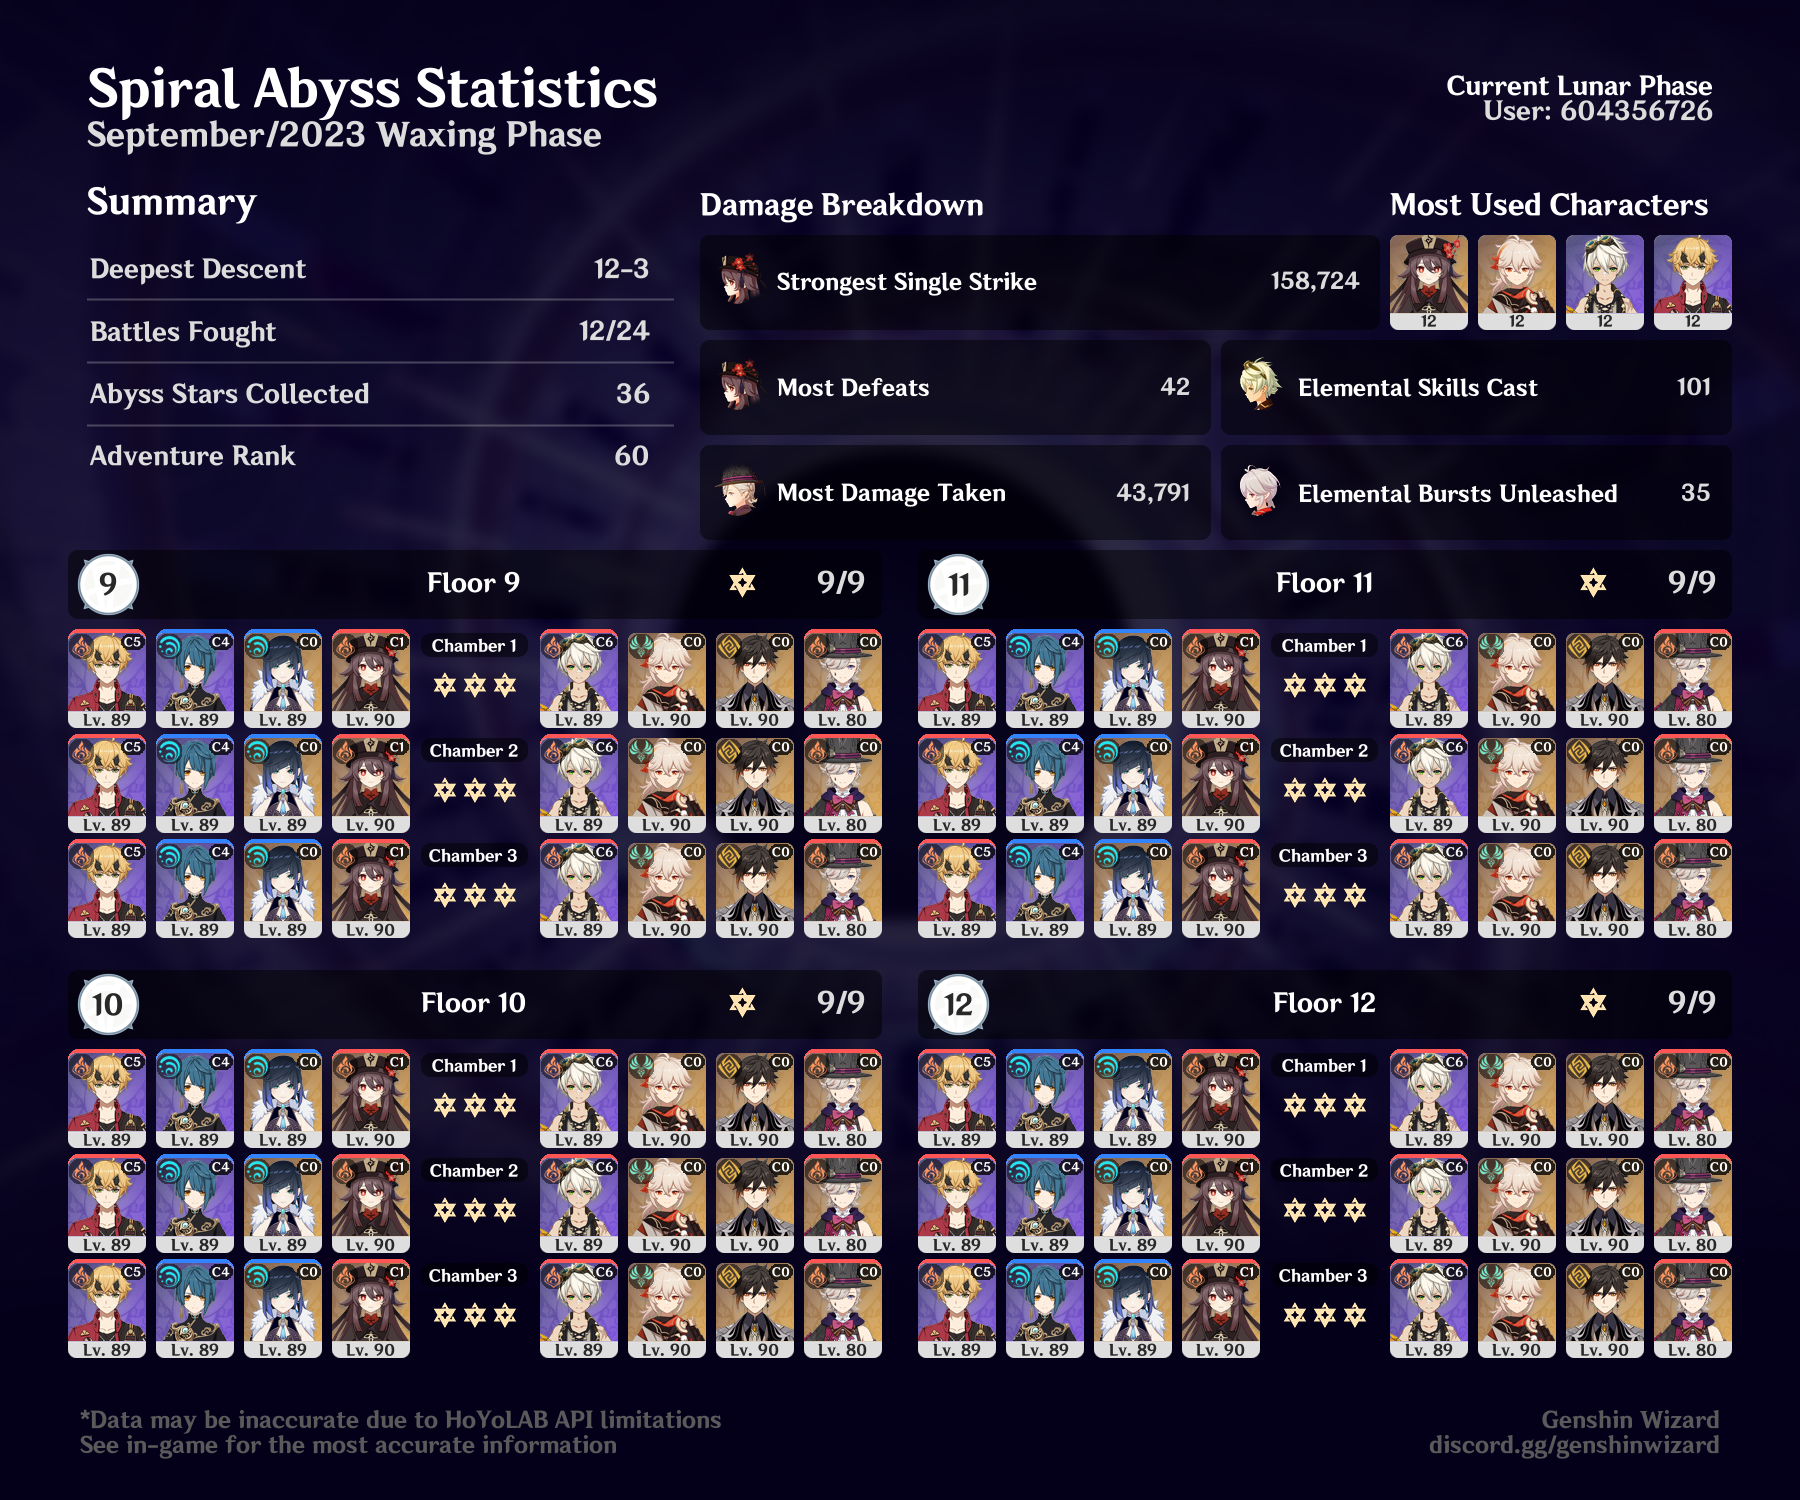 Spiral Abyss Statistics
September/2023 Waxing Phase
Current Lunar Phase
User: 604356726
Summary
Deepest Descent 12-3
Battles Fought 12/24
Abyss Stars Collected 36
Adventure Rank 60
Damage Breakdown
Strongest Single Strike 158,724
Most Defeats 42
Elemental Skills Cast 101
Most Damage Taken 43,791
Elemental Bursts Unleashed 35
Most Used Characters
12 12 12 12
9 Floor 9 9/9
C5 C4 C0 C1 Chamber 1 C6 C0 C0 C0
Lv. 89 Lv. 89 Lv. 89 Lv. 90 Lv. 89 Lv. 90 Lv. 90 Lv. 80
C5 C4 C0 C1 Chamber 2 C6 C0 C0 C0
Lv. 89 Lv. 89 Lv. 89 Lv. 90 Lv. 89 Lv. 90 Lv. 90 Lv. 80
C5 C4 C0 C1 Chamber 3 C6 C0 C0 C0
Lv. 89 Lv. 89 Lv. 89 Lv. 90 Lv. 89 Lv. 90 Lv. 90 Lv. 80
10 Floor 10 9/9
C5 C4 C0 C1 Chamber 1 C6 C0 C0 C0
Lv. 89 Lv. 89 Lv. 89 Lv. 90 Lv. 89 Lv. 90 Lv. 90 Lv. 80
C5 C4 C0 C1 Chamber 2 C6 C0 C0 C0
Lv. 89 Lv. 89 Lv. 89 Lv. 90 Lv. 89 Lv. 90 Lv. 90 Lv. 80
C5 C4 C0 C1 Chamber 3 C6 C0 C0 C0
Lv. 89 Lv. 89 Lv. 89 Lv. 90 Lv. 89 Lv. 90 Lv. 90 Lv. 80
11 Floor 11 9/9
C5 C4 C0 C1 Chamber 1 C6 C0 C0 C0
Lv. 89 Lv. 89 Lv. 89 Lv. 90 Lv. 89 Lv. 90 Lv. 90 Lv. 80
C5 C4 C0 C1 Chamber 2 C6 C0 C0 C0
Lv. 89 Lv. 89 Lv. 89 Lv. 90 Lv. 89 Lv. 90 Lv. 90 Lv. 80
C5 C4 C0 C1 Chamber 3 C6 C0 C0 C0
Lv. 89 Lv. 89 Lv. 89 Lv. 90 Lv. 89 Lv. 90 Lv. 90 Lv. 80
12 Floor 12 9/9
C5 C4 C0 C1 Chamber 1 C6 C0 C0 C0
Lv. 89 Lv. 89 Lv. 89 Lv. 90 Lv. 89 Lv. 90 Lv. 90 Lv. 80
C5 C4 C0 C1 Chamber 2 C6 C0 C0 C0
Lv. 89 Lv. 89 Lv. 89 Lv. 90 Lv. 89 Lv. 90 Lv. 90 Lv. 80
C5 C4 C0 C1 Chamber 3 C6 C0 C0 C0
Lv. 89 Lv. 89 Lv. 89 Lv. 90 Lv. 89 Lv. 90 Lv. 90 Lv. 80
*Data may be inaccurate due to HoYoLAB API limitations
See in-game for the most accurate information
Genshin Wizard
discord.gg/genshinwizard